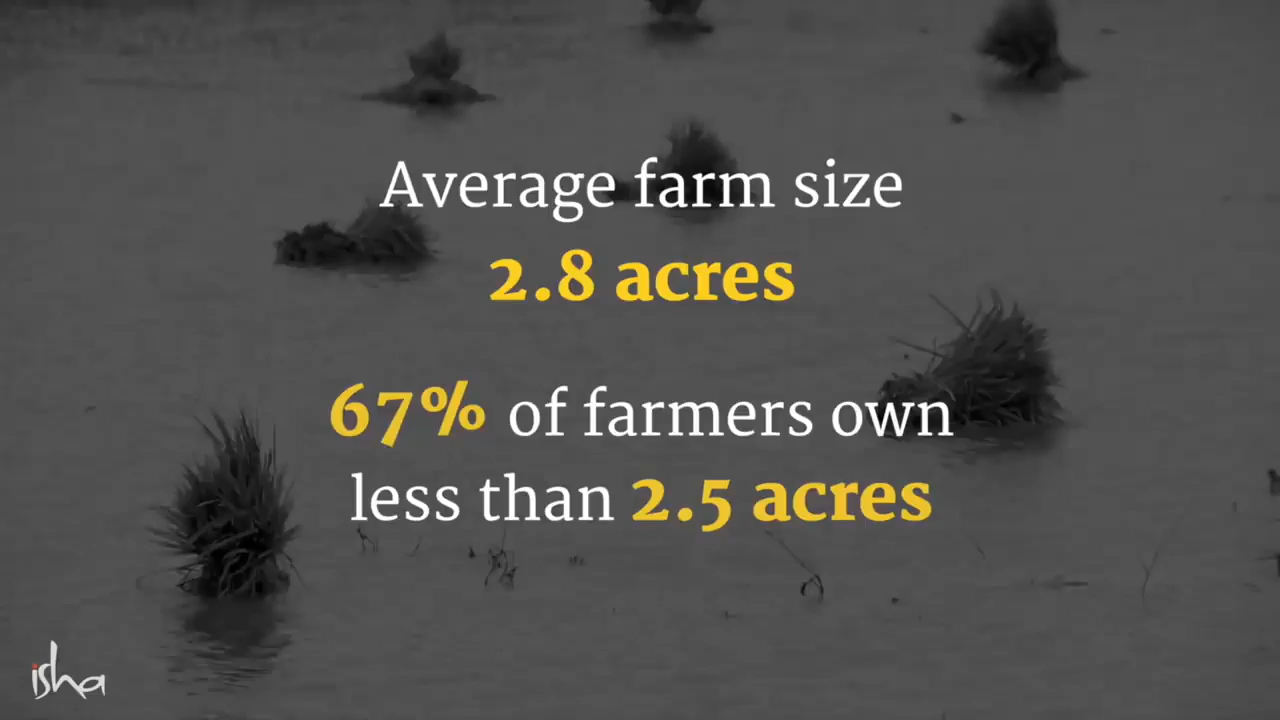 Average farm size
2.8 acres
67% of farmers own
less than 2.5 acres
isha